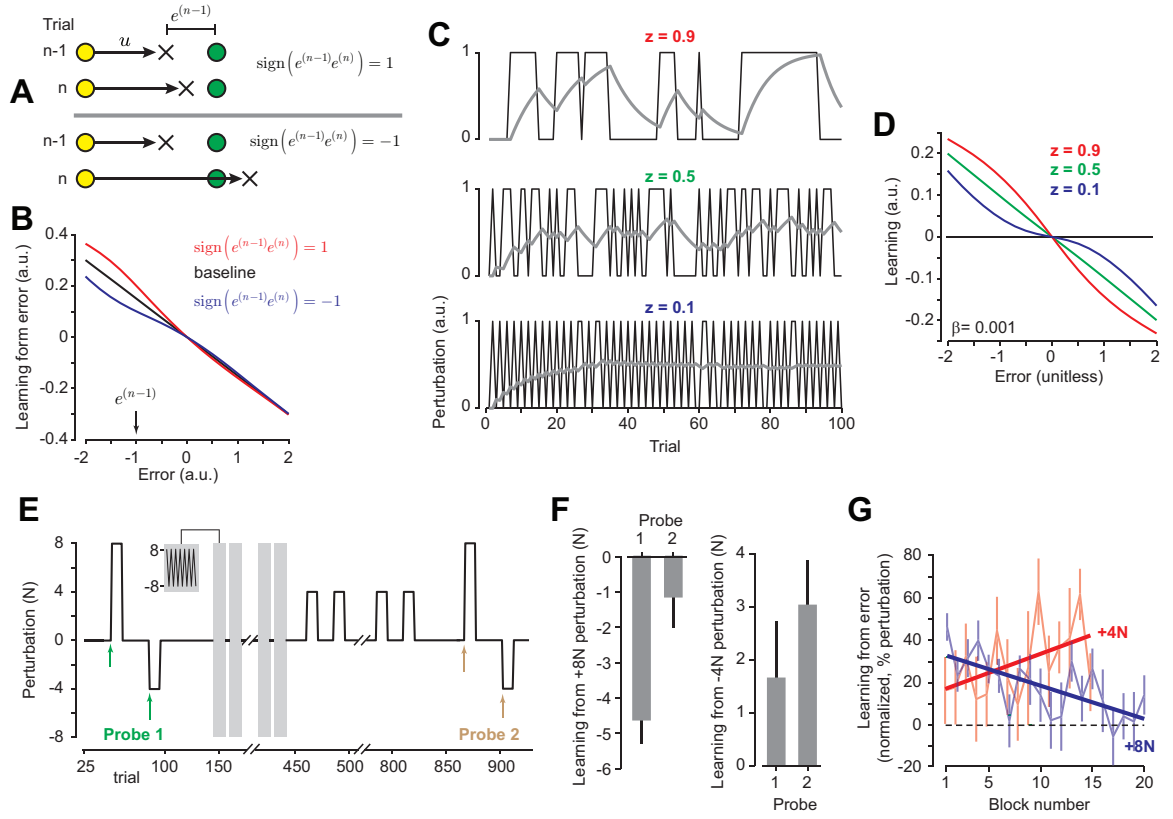 A
Trial
n-1
u
e^(n−1)
sign(e^(n−1)e^(n)) = 1
n
n-1
sign(e^(n−1)e^(n)) = −1
n
B
Learning form error (a.u.)
0.4
0.2
0
-0.2
-0.4
sign(e^(n−1)e^(n)) = 1
baseline
sign(e^(n−1)e^(n)) = −1
e^(n−1)
-2
-1
0
1
2
Error (a.u.)
C
z = 0.9
1
0
z = 0.5
1
0
z = 0.1
1
0
Perturbation (a.u.)
0
20
40
60
80
100
Trial
D
Learning (a.u.)
0.2
0.1
0
-0.1
-0.2
z = 0.9
z = 0.5
z = 0.1
β= 0.001
-2
-1
0
1
2
Error (unitless)
E
Perturbation (N)
8
4
0
-4
-8
8
-8
Probe 1
Probe 2
25
100
150
450
500
800
900
trial
F
Probe
1
2
Learning from +8N perturbation (N)
0
-1
-2
-3
-4
-5
-6
Learning from -4N perturbation (N)
4
3
2
1
0
1
2
Probe
G
Learning from error
(normalized, % perturbation)
80
60
40
20
0
-20
+4N
+8N
1
5
10
15
20
Block number